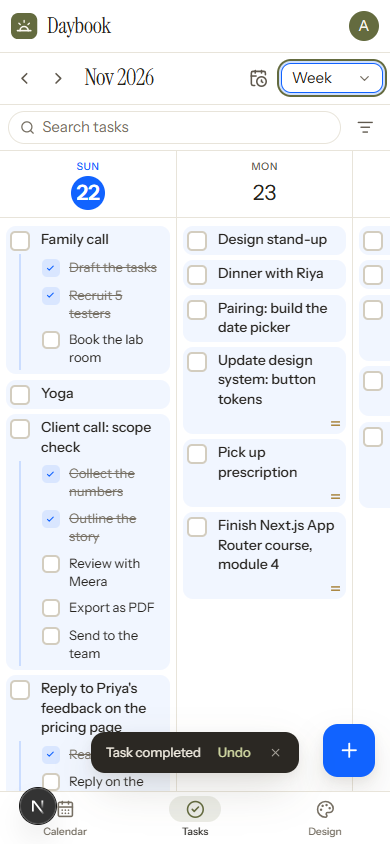 Daybook
A
Nov 2026
Week
Search tasks
SUN
22
MON
23
Family call
Draft the tasks
Recruit 5
testers
Book the lab
room
Yoga
Client call: scope
check
Collect the
numbers
Outline the
story
Review with
Meera
Export as PDF
Send to the
team
Reply to Priya's
feedback on the
pricing page
Reply on the
Design stand-up
Dinner with Riya
Pairing: build the
date picker
Update design
system: button
tokens
Pick up
prescription
Finish Next.js App
Router course,
module 4
Task completed
Undo
N
Calendar
Tasks
Design